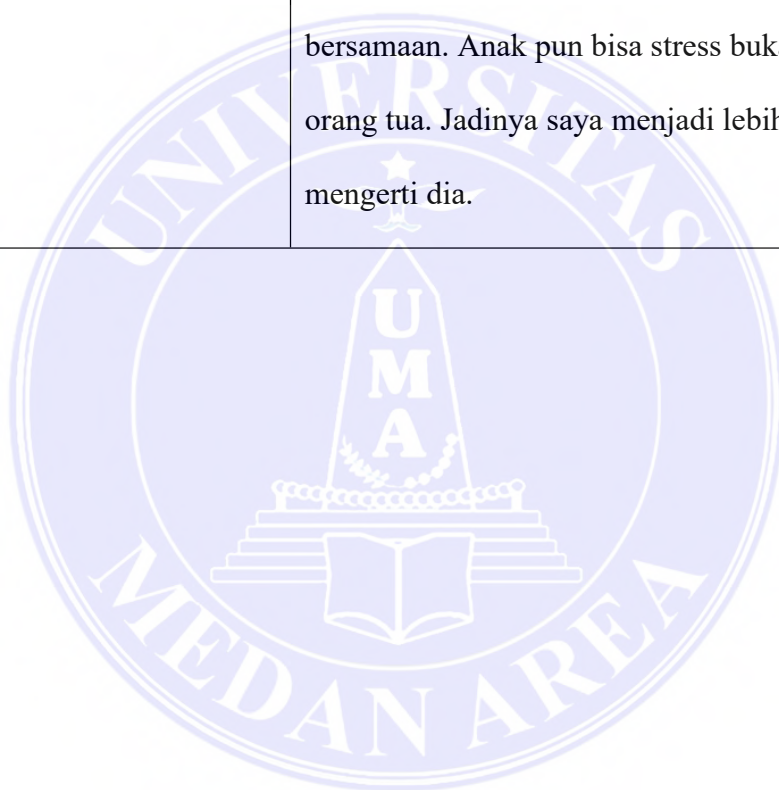 bersamaan. Anak pun bisa stress buk
orang tua. Jadinya saya menjadi lebih
mengerti dia.
UNIVERSITAS
UMA
MEDAN AREA